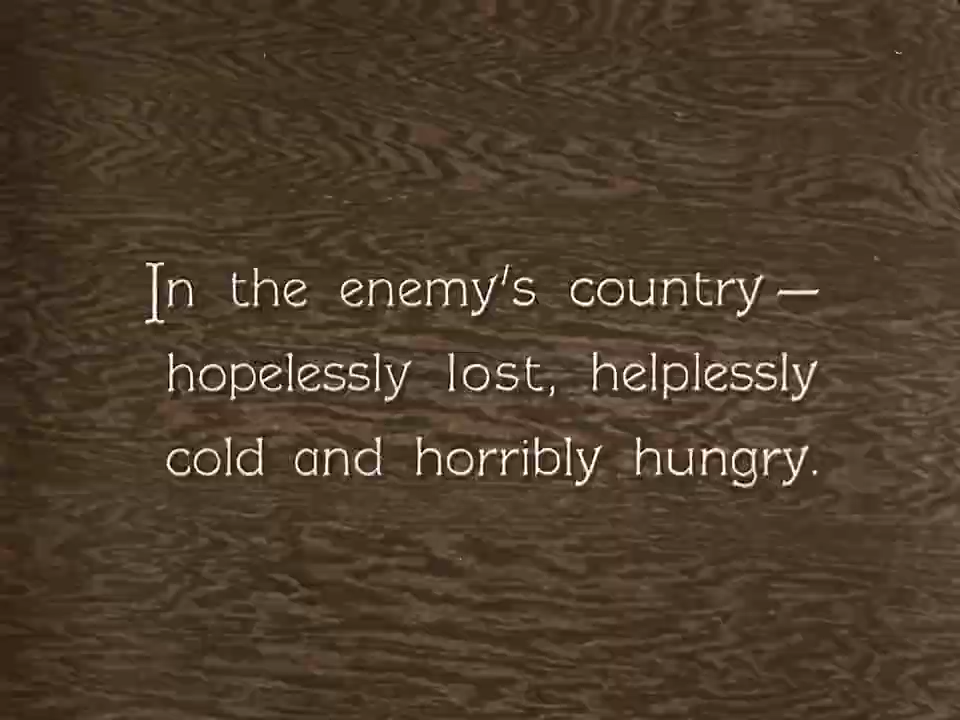 In the enemy's country —
hopelessly lost, helplessly
cold and horribly hungry.